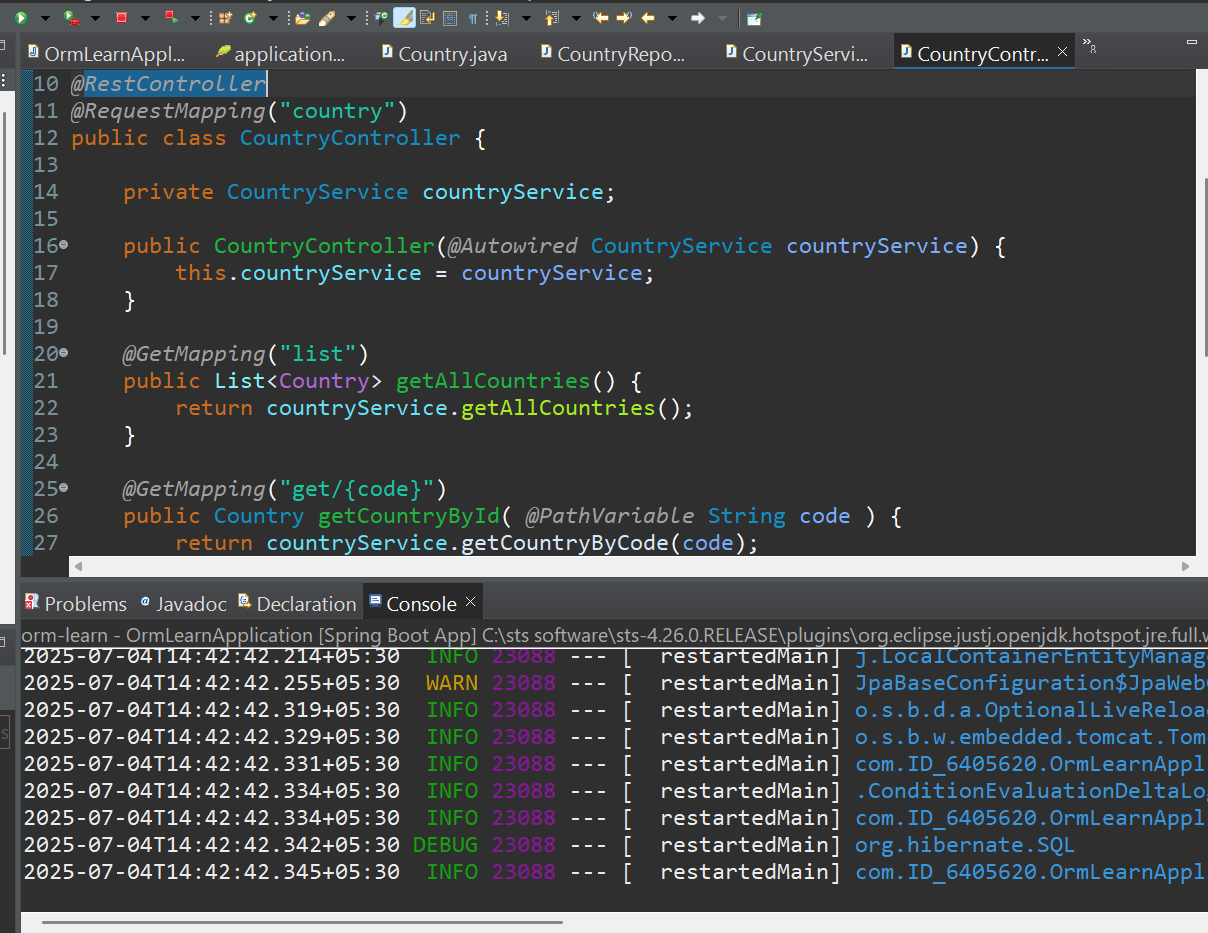 OrmLearnAppl... application... Country.java CountryRepo... CountryServi... CountryContr... 8
10 @RestController
11 @RequestMapping("country")
12 public class CountryController {
13
14 private CountryService countryService;
15
16 public CountryController(@Autowired CountryService countryService) {
17 this.countryService = countryService;
18 }
19
20 @GetMapping("list")
21 public List<Country> getAllCountries() {
22 return countryService.getAllCountries();
23 }
24
25 @GetMapping("get/{code}")
26 public Country getCountryById( @PathVariable String code ) {
27 return countryService.getCountryByCode(code);
Problems Javadoc Declaration Console
orm-learn - OrmLearnApplication [Spring Boot App] C:\sts software\sts-4.26.0.RELEASE\plugins\org.eclipse.justj.openjdk.hotspot.jre.full.w
2025-07-04T14:42:42.214+05:30 INFO 23088 --- [ restartedMain] j.LocalContainerEntityManag
2025-07-04T14:42:42.255+05:30 WARN 23088 --- [ restartedMain] JpaBaseConfiguration$JpaWeb
2025-07-04T14:42:42.319+05:30 INFO 23088 --- [ restartedMain] o.s.b.d.a.OptionalLiveReloa
2025-07-04T14:42:42.329+05:30 INFO 23088 --- [ restartedMain] o.s.b.w.embedded.tomcat.Tom
2025-07-04T14:42:42.331+05:30 INFO 23088 --- [ restartedMain] com.ID_6405620.OrmLearnAppl
2025-07-04T14:42:42.334+05:30 INFO 23088 --- [ restartedMain] .ConditionEvaluationDeltaLo
2025-07-04T14:42:42.334+05:30 INFO 23088 --- [ restartedMain] com.ID_6405620.OrmLearnAppl
2025-07-04T14:42:42.342+05:30 DEBUG 23088 --- [ restartedMain] org.hibernate.SQL
2025-07-04T14:42:42.345+05:30 INFO 23088 --- [ restartedMain] com.ID_6405620.OrmLearnAppl